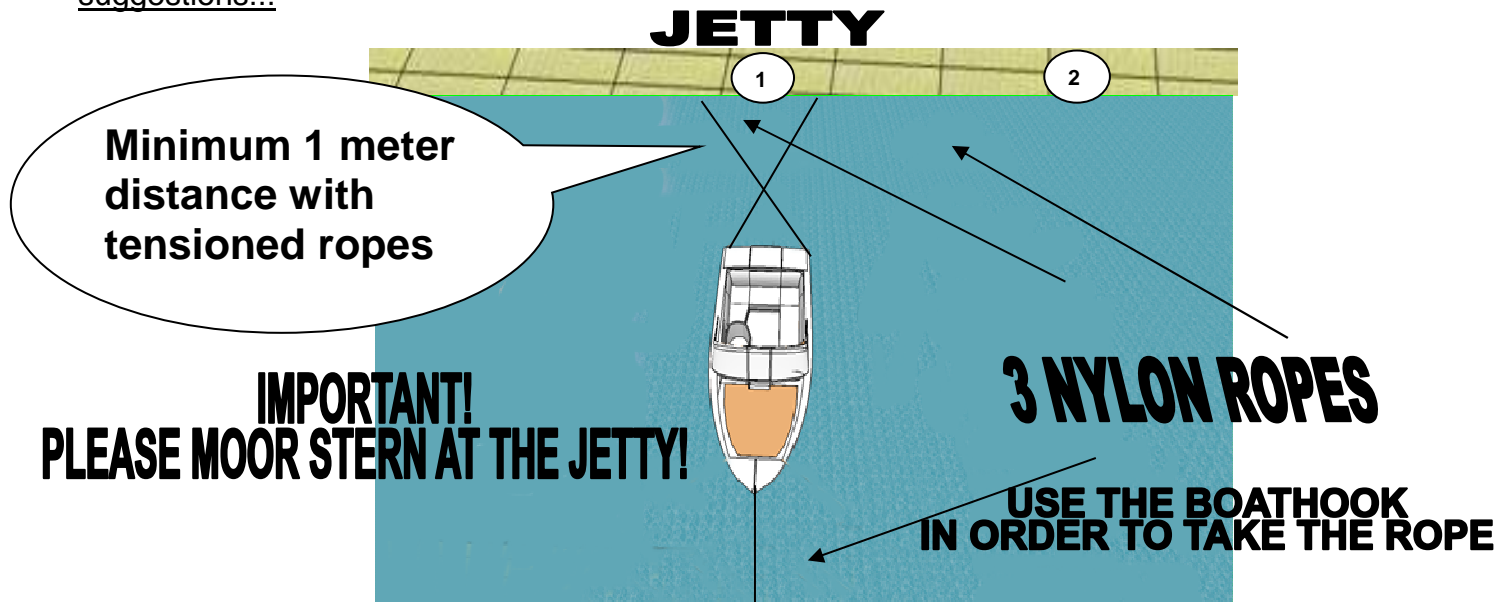 suggestions...
JETTY
1
2
Minimum 1 meter
distance with
tensioned ropes
IMPORTANT!
PLEASE MOOR STERN AT THE JETTY!
3 NYLON ROPES
USE THE BOATHOOK
IN ORDER TO TAKE THE ROPE